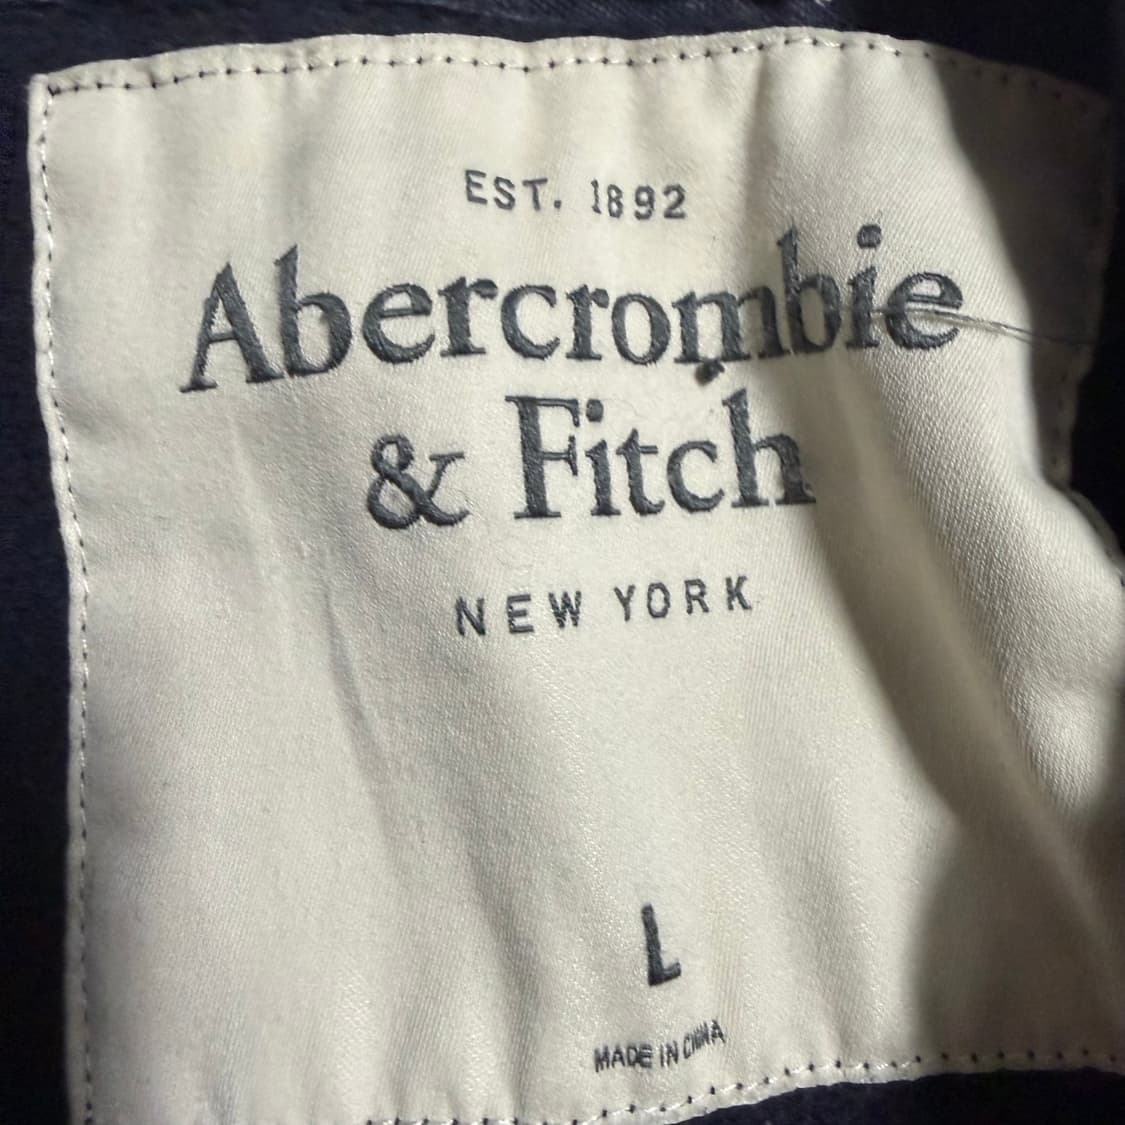 EST. 1892
Abercrombie
& Fitch
NEW YORK
L
MADE IN CHINA